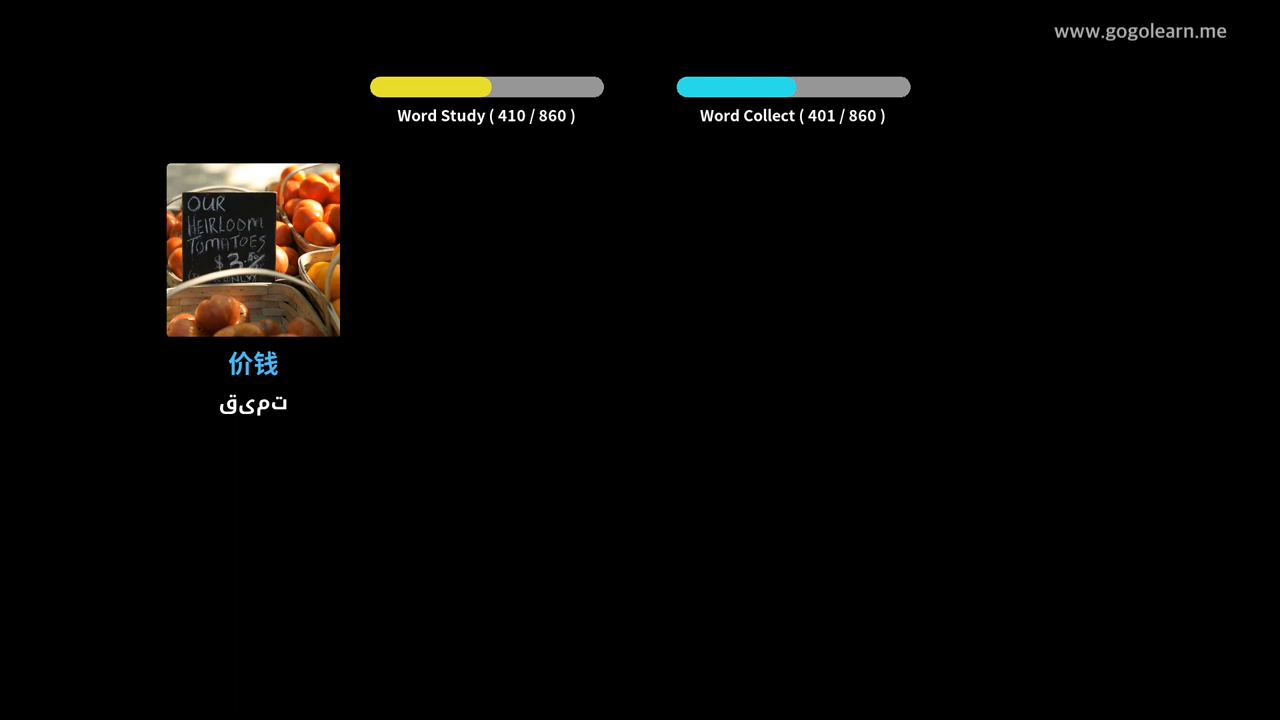 www.gogolearn.me
Word Study ( 410 / 860 )
Word Collect ( 401 / 860 )
OUR
HEIRLOOM
TOMATOES
价钱
قیمت